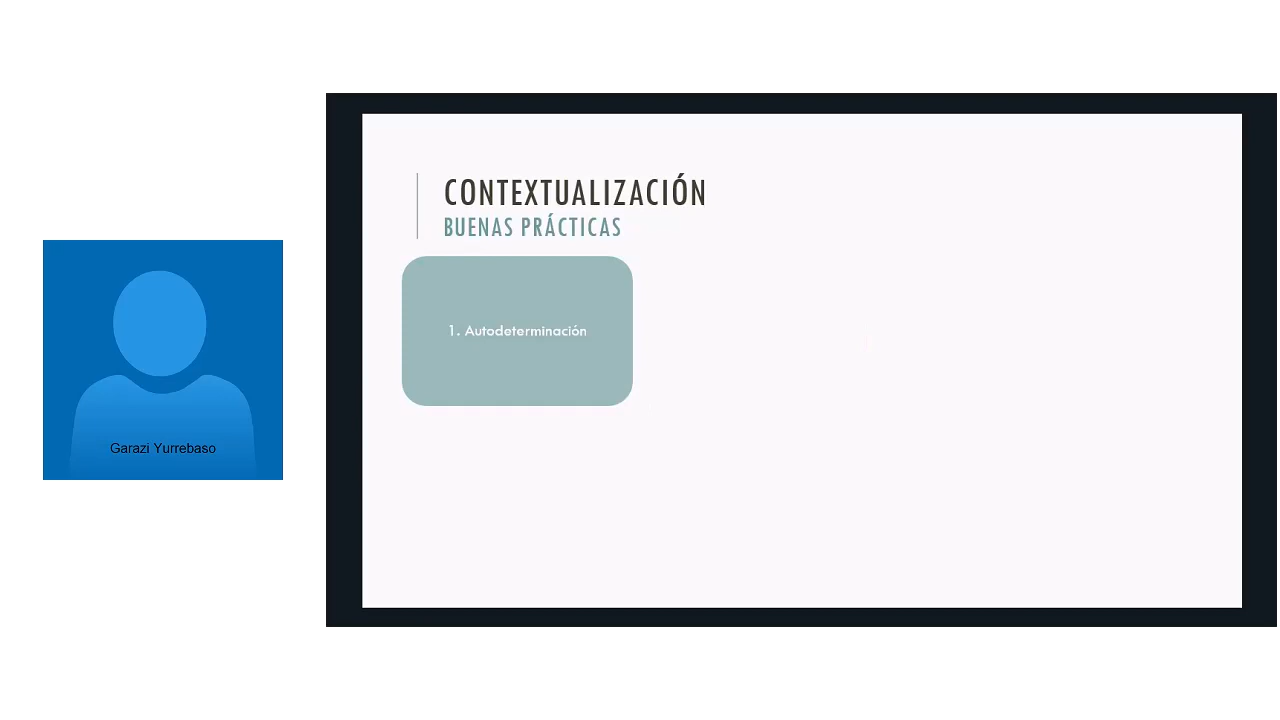 CONTEXTUALIZACIÓN
BUENAS PRÁCTICAS
1. Autodeterminación
Garazi Yurrebaso